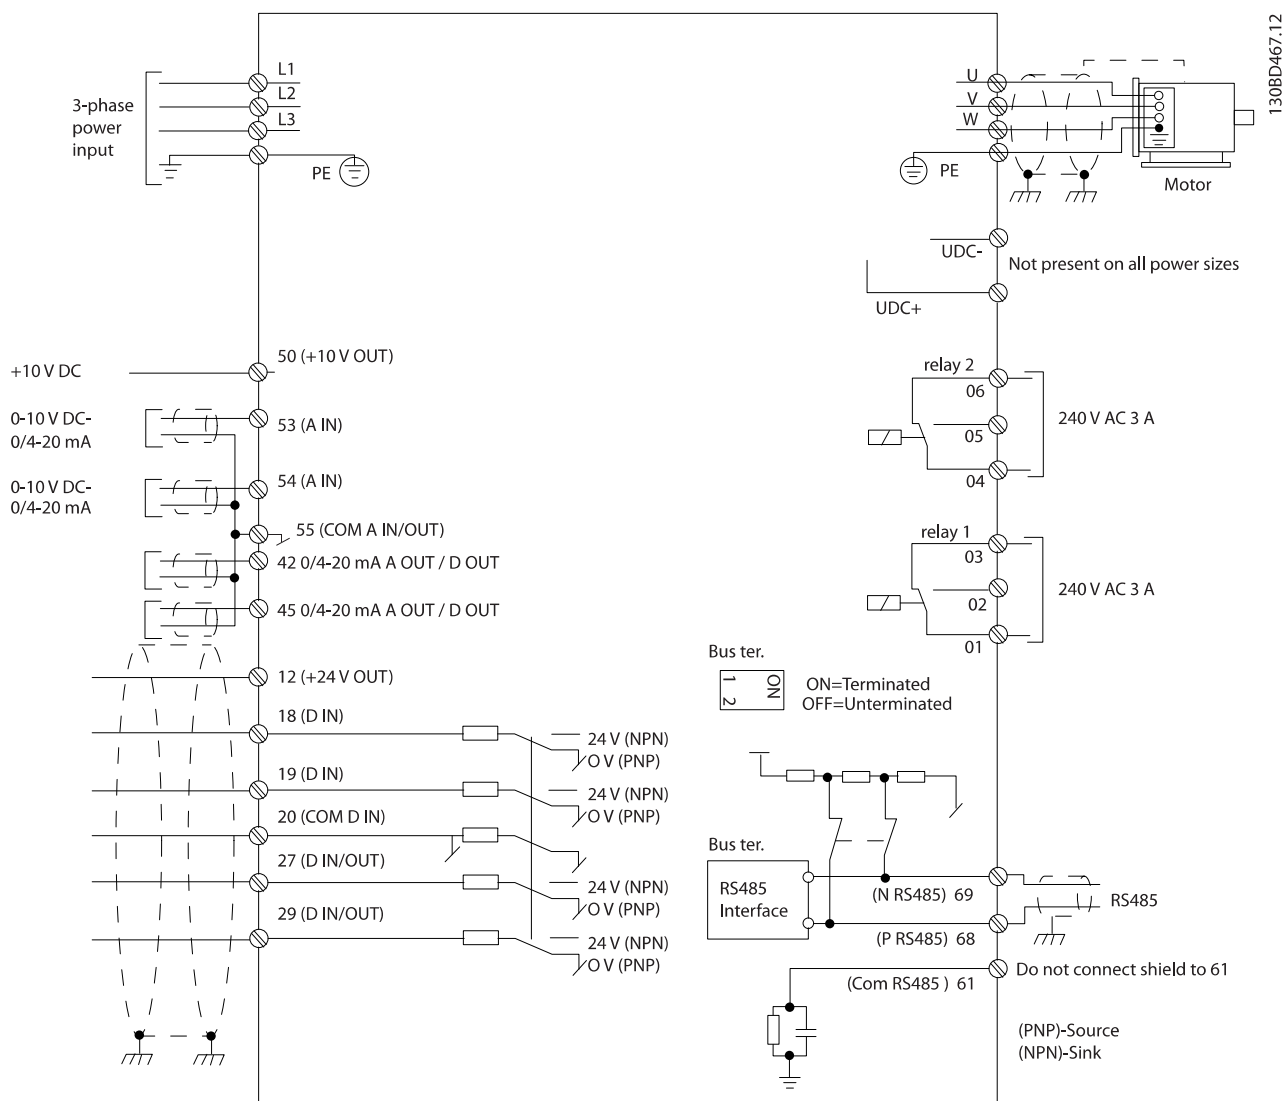 130BD467.12
L1
L2
L3
3-phase
power
input
PE
U
V
W
PE
Motor
UDC-
Not present on all power sizes
UDC+
+10 V DC
50 (+10 V OUT)
0-10 V DC-
0/4-20 mA
53 (A IN)
0-10 V DC-
0/4-20 mA
54 (A IN)
55 (COM A IN/OUT)
42 0/4-20 mA A OUT / D OUT
45 0/4-20 mA A OUT / D OUT
12 (+24 V OUT)
18 (D IN)
24 V (NPN)
O V (PNP)
19 (D IN)
24 V (NPN)
O V (PNP)
20 (COM D IN)
27 (D IN/OUT)
24 V (NPN)
O V (PNP)
29 (D IN/OUT)
24 V (NPN)
O V (PNP)
relay 2
06
05
04
240 V AC 3 A
relay 1
03
02
01
240 V AC 3 A
Bus ter.
1
2
ON
ON=Terminated
OFF=Unterminated
Bus ter.
RS485
Interface
(N RS485) 69
RS485
(P RS485) 68
(Com RS485 ) 61
Do not connect shield to 61
(PNP)-Source
(NPN)-Sink